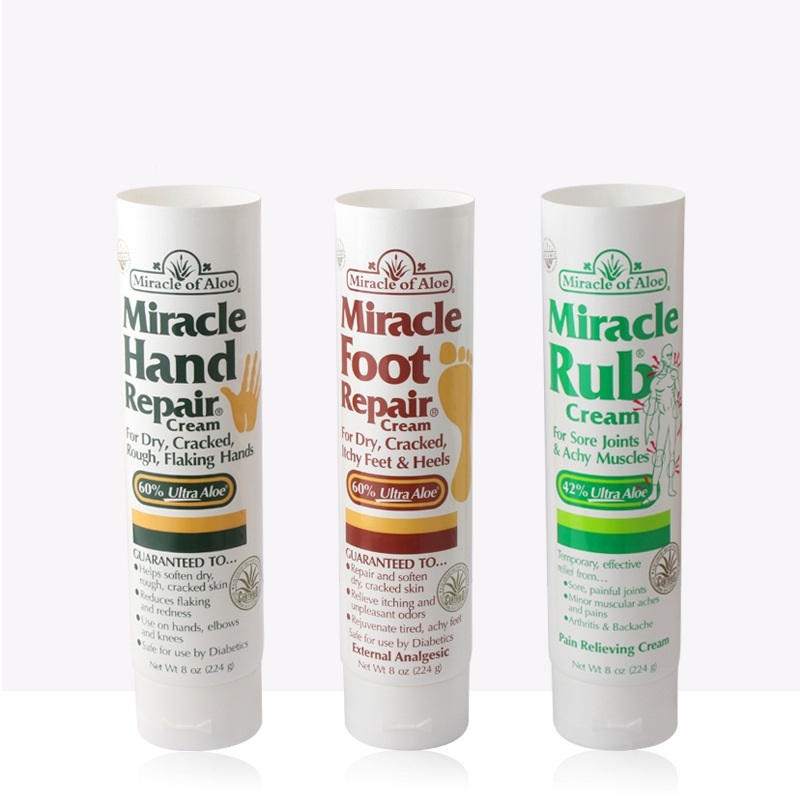 Miracle of Aloe®
Miracle
Hand
Repair®
Cream
For Dry, Cracked,
Rough, Flaking Hands
60% Ultra Aloe®
GUARANTEED TO...
•Helps soften dry,
rough, cracked skin
•Reduces flaking
and redness
•Use on hands, elbows
and knees
•Safe for use by Diabetics
Net Wt 8 oz (224 g)
Miracle of Aloe®
Miracle
Foot
Repair®
Cream
For Dry, Cracked,
Itchy Feet & Heels
60% Ultra Aloe®
GUARANTEED TO...
•Repair and soften
dry, cracked skin
•Relieve itching and
unpleasant odors
•Rejuvenate tired, achy feet
Safe for use by Diabetics
External Analgesic
Net Wt 8 oz (224 g)
Miracle of Aloe®
Miracle
Rub®
Cream
For Sore Joints
& Achy Muscles
42% Ultra Aloe®
Temporary, effective
relief from...
•Sore, painful joints
•Minor muscular aches
and pains
•Arthritis & Backache
Pain Relieving Cream
Net Wt 8 oz (224 g)